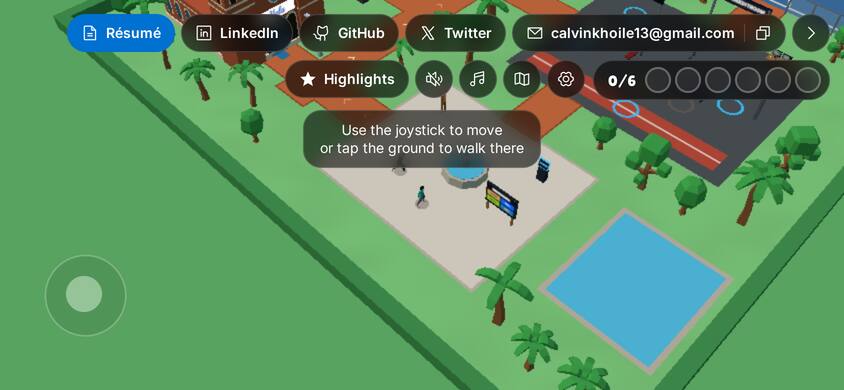 Résumé
LinkedIn
GitHub
Twitter
calvinkhoile13@gmail.com
Highlights
0/6
Use the joystick to move
or tap the ground to walk there